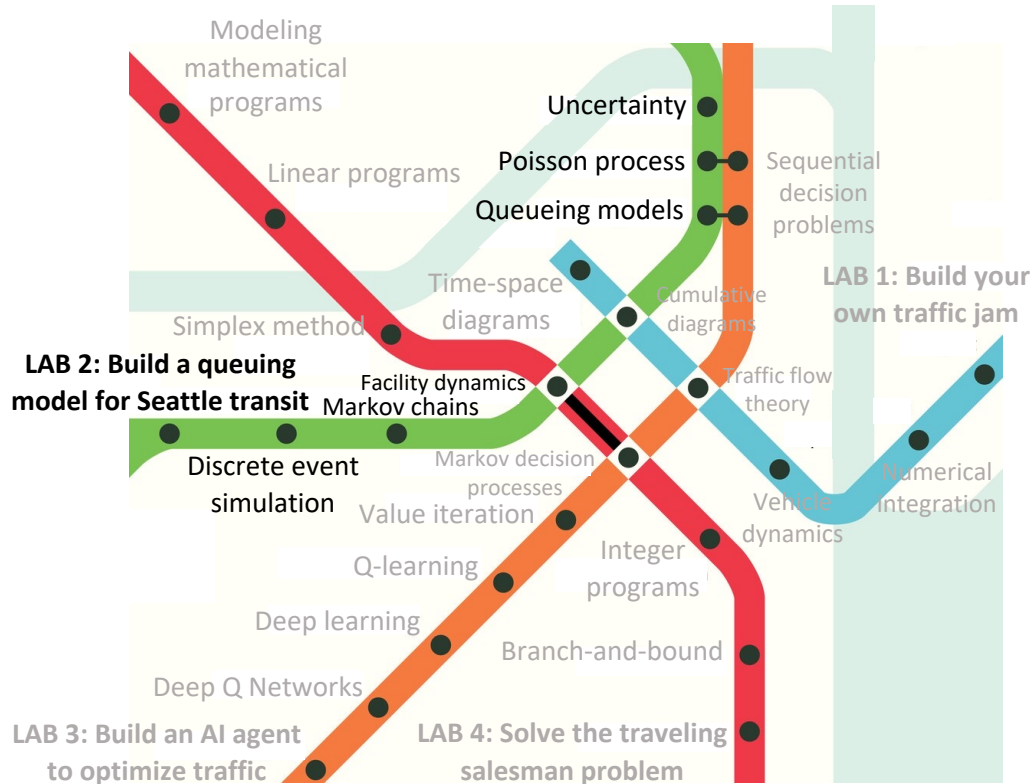 Modeling
mathematical
programs
Uncertainty
Poisson process
Sequential
decision
problems
Linear programs
Queueing models
Time-space
diagrams
Cumulative
diagrams
LAB 1: Build your
own traffic jam
Simplex method
LAB 2: Build a queuing
model for Seattle transit
Facility dynamics
Markov chains
Traffic flow
theory
Discrete event
simulation
Markov decision
processes
Numerical
integration
Vehicle
dynamics
Value iteration
Integer
programs
Q-learning
Deep learning
Branch-and-bound
Deep Q Networks
LAB 3: Build an AI agent
to optimize traffic
LAB 4: Solve the traveling
salesman problem